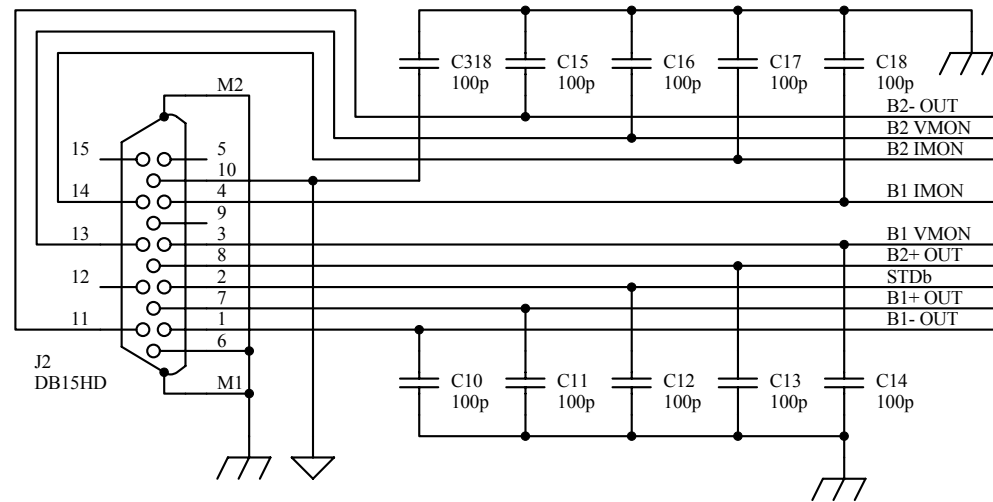 C318
100p
C15
100p
C16
100p
C17
100p
C18
100p
M2
B2- OUT
B2 VMON
B2 IMON
15
5
10
14
4
B1 IMON
9
13
3
B1 VMON
8
B2+ OUT
12
2
STDb
7
B1+ OUT
11
1
B1- OUT
6
J2
DB15HD
M1
C10
100p
C11
100p
C12
100p
C13
100p
C14
100p